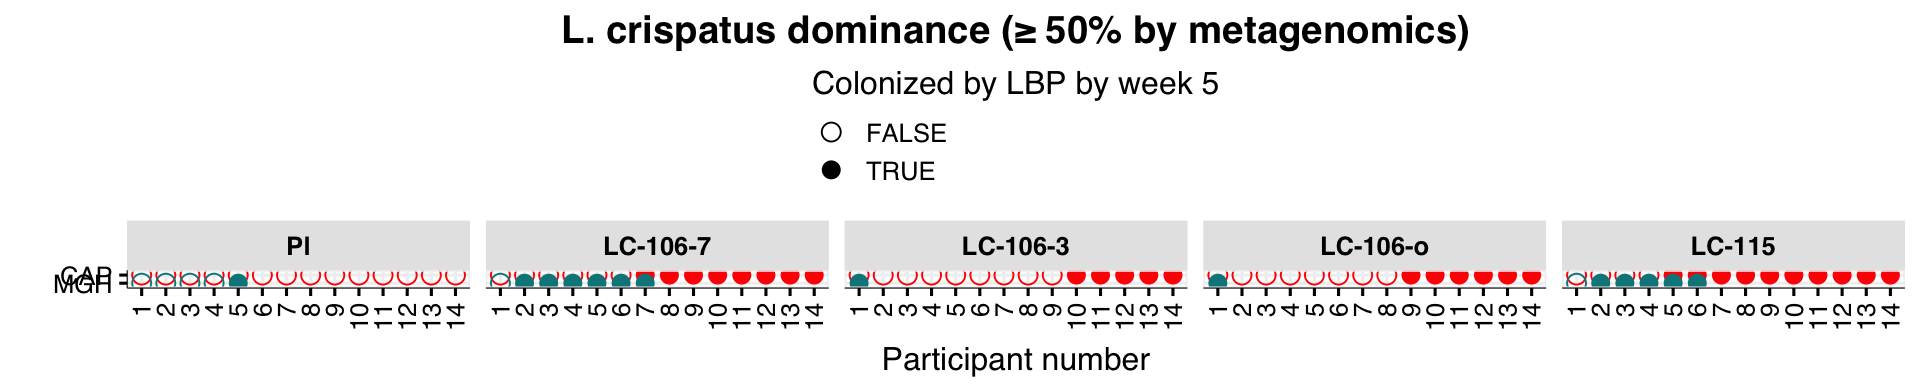 L. crispatus dominance (≥ 50% by metagenomics)
Colonized by LBP by week 5
FALSE
TRUE
PI LC-106-7 LC-106-3 LC-106-o LC-115
CAP
MGH
1 2 3 4 5 6 7 8 9 10 11 12 13 14 1 2 3 4 5 6 7 8 9 10 11 12 13 14 1 2 3 4 5 6 7 8 9 10 11 12 13 14 1 2 3 4 5 6 7 8 9 10 11 12 13 14 1 2 3 4 5 6 7 8 9 10 11 12 13 14
Participant number